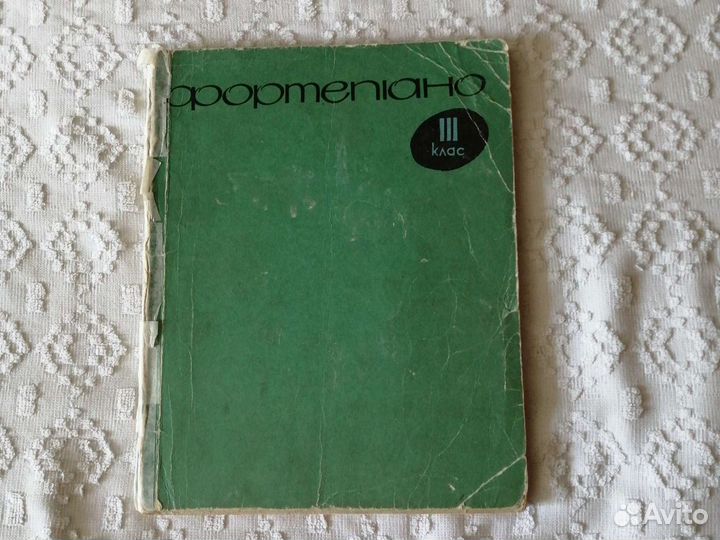 фортепіано
III
клас
Avito